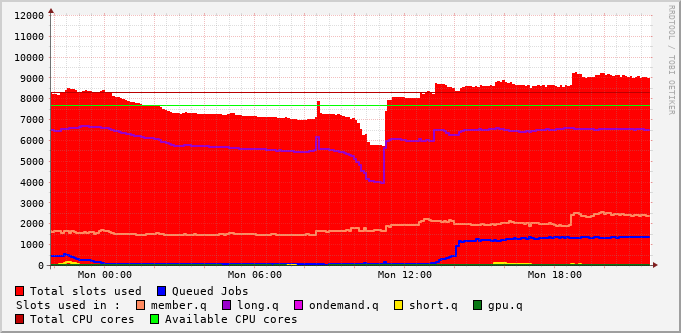 12000
11000
10000
9000
8000
7000
6000
5000
4000
3000
2000
1000
0
Mon 00:00 Mon 06:00 Mon 12:00 Mon 18:00
RRDTOOL / TOBI OETIKER
Total slots used Queued Jobs
Slots used in : member.q long.q ondemand.q short.q gpu.q
Total CPU cores Available CPU cores